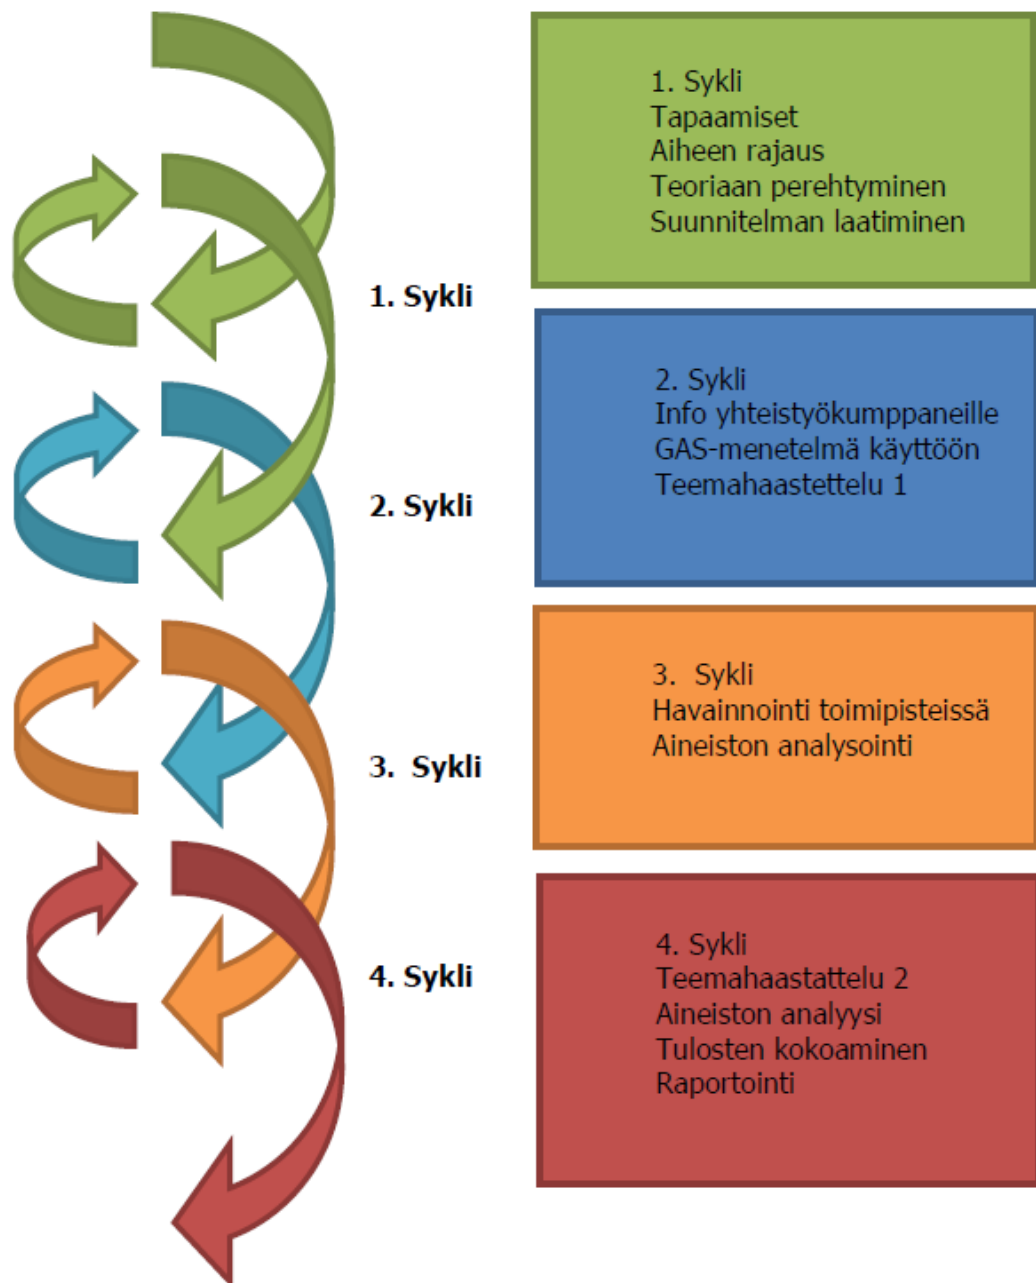 1. Sykli
Tapaamiset
Aiheen rajaus
Teoriaan perehtyminen
Suunnitelman laatiminen
1. Sykli
2. Sykli
Info yhteistyökumppaneille
GAS-menetelmä käyttöön
Teemahaastettelu 1
2. Sykli
3. Sykli
Havainnointi toimipisteissä
Aineiston analysointi
3. Sykli
4. Sykli
Teemahaastattelu 2
Aineiston analyysi
Tulosten kokoaminen
Raportointi
4. Sykli